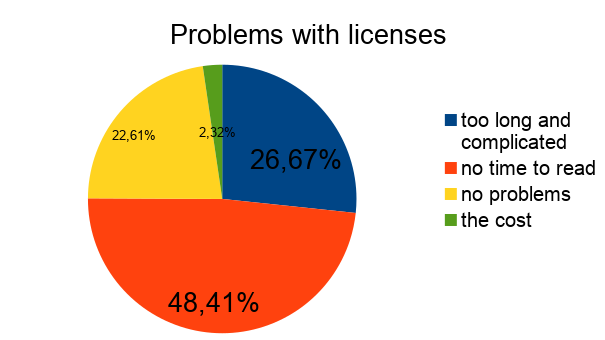 Problems with licenses
22,61%
2,32%
26,67%
48,41%
too long and
complicated
no time to read
no problems
the cost